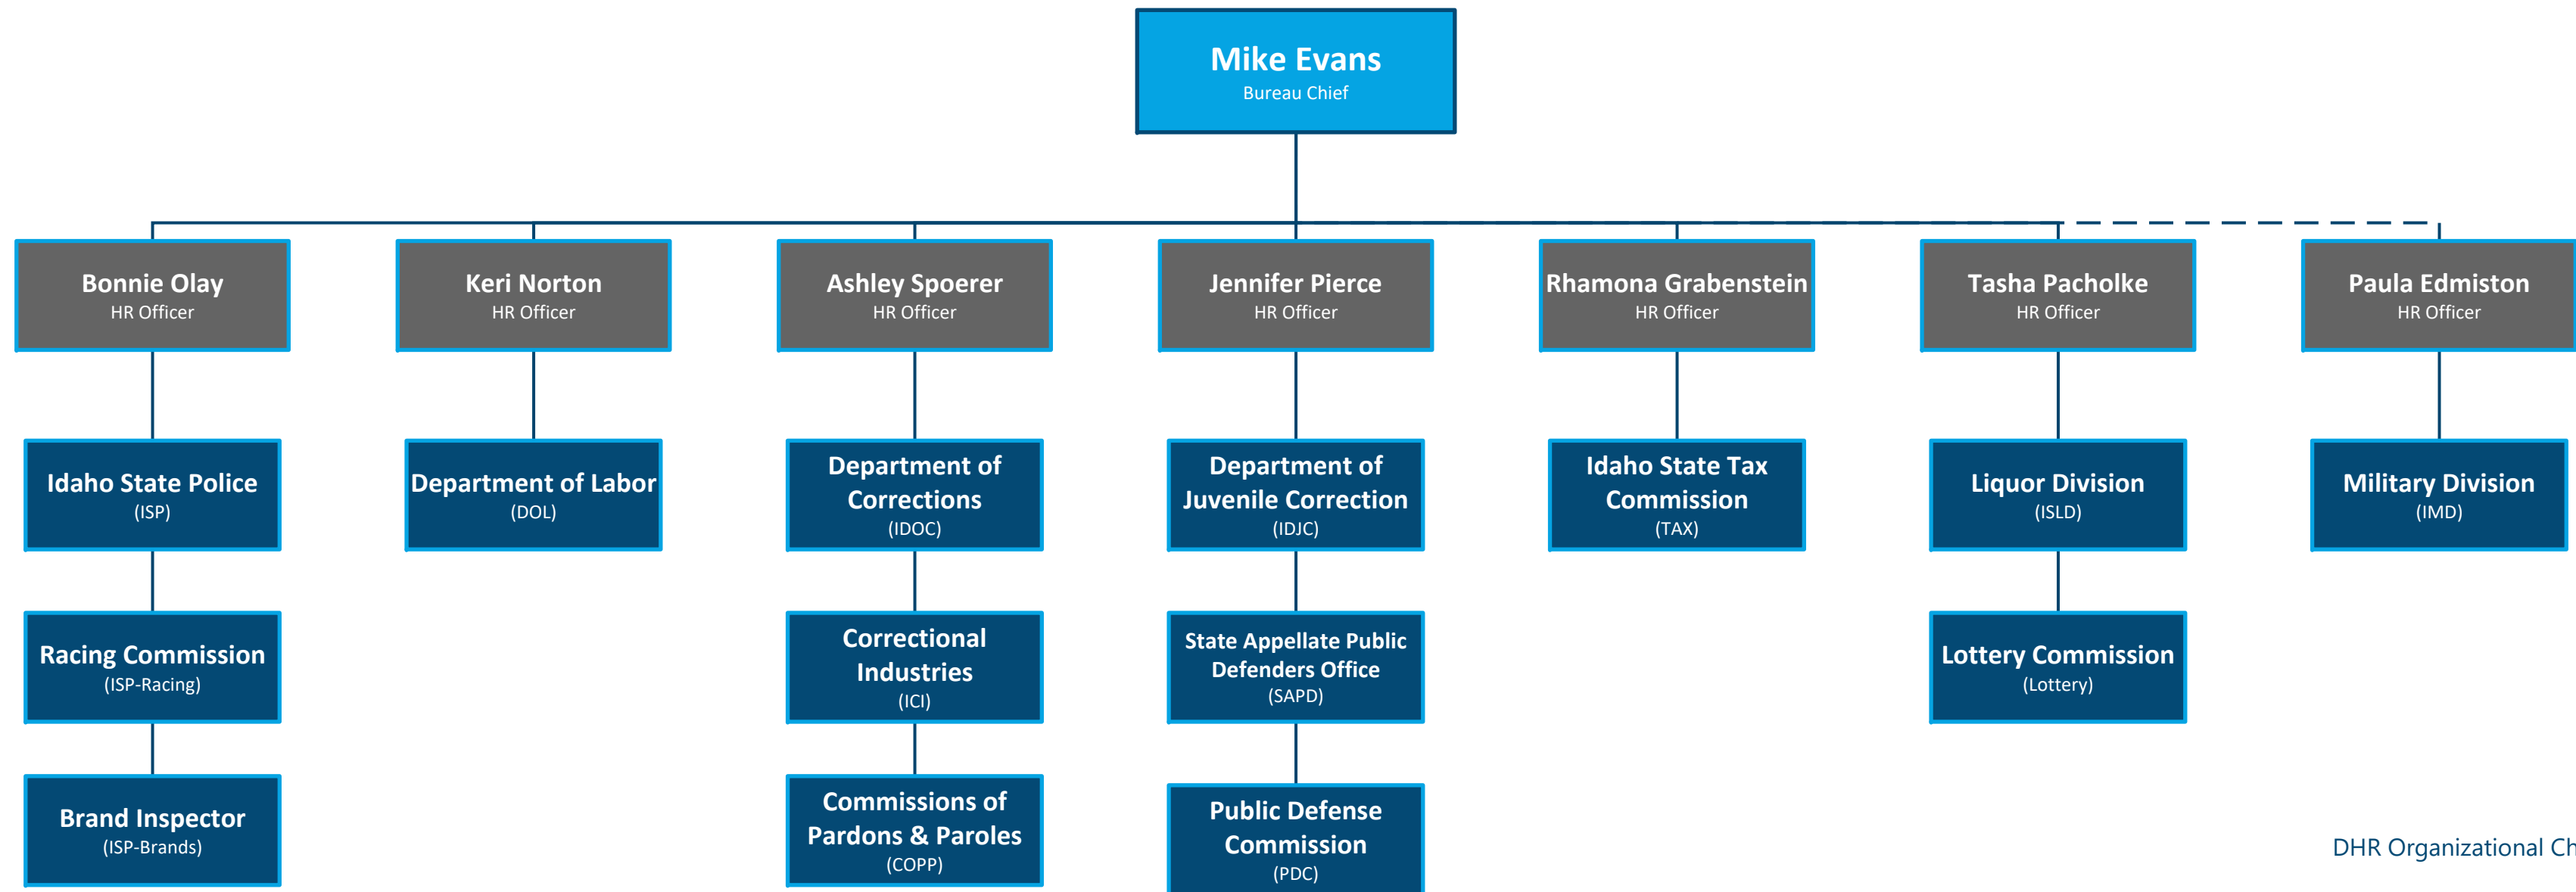 Mike Evans
Bureau Chief
Bonnie Olay
HR Officer
Keri Norton
HR Officer
Ashley Spoerer
HR Officer
Jennifer Pierce
HR Officer
Rhamona Grabenstein
HR Officer
Tasha Pacholke
HR Officer
Paula Edmiston
HR Officer
Idaho State Police
(ISP)
Department of Labor
(DOL)
Department of
Corrections
(IDOC)
Department of
Juvenile Correction
(IDJC)
Idaho State Tax
Commission
(TAX)
Liquor Division
(ISLD)
Military Division
(IMD)
Racing Commission
(ISP-Racing)
Correctional
Industries
(ICI)
State Appellate Public
Defenders Office
(SAPD)
Lottery Commission
(Lottery)
Brand Inspector
(ISP-Brands)
Commissions of
Pardons & Paroles
(COPP)
Public Defense
Commission
(PDC)
DHR Organizational